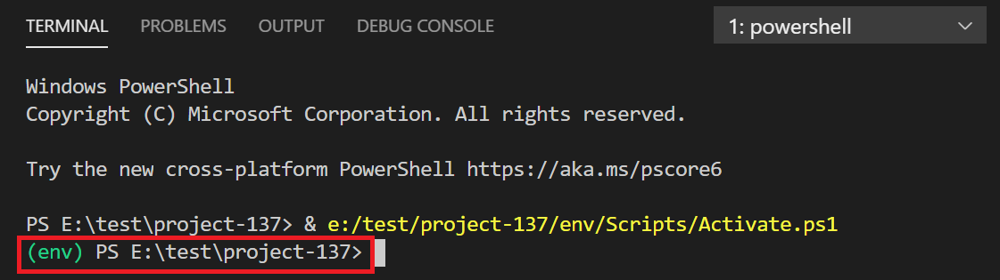 TERMINAL PROBLEMS OUTPUT DEBUG CONSOLE 1: powershell
Windows PowerShell
Copyright (C) Microsoft Corporation. All rights reserved.
Try the new cross-platform PowerShell https://aka.ms/pscore6
PS E:\test\project-137> & e:/test/project-137/env/Scripts/Activate.ps1
(env) PS E:\test\project-137>